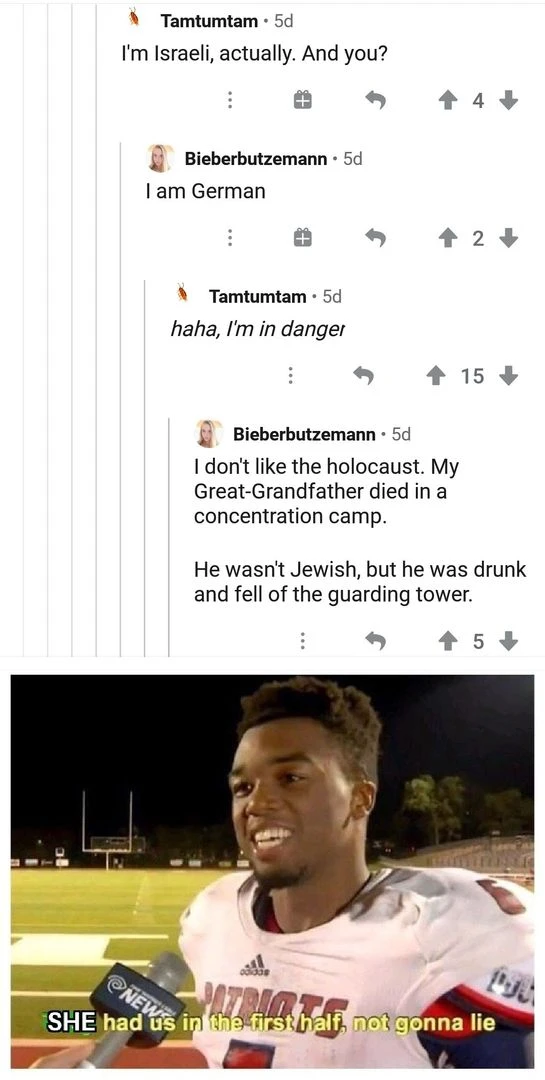 Tamtumtam • 5d
I'm Israeli, actually. And you?
4
Bieberbutzemann • 5d
I am German
2
Tamtumtam • 5d
haha, I'm in danger
15
Bieberbutzemann • 5d
I don't like the holocaust. My
Great-Grandfather died in a
concentration camp.
He wasn't Jewish, but he was drunk
and fell of the guarding tower.
5
adidas
PATRIOTS
NEWS
SHE had us in the first half, not gonna lie